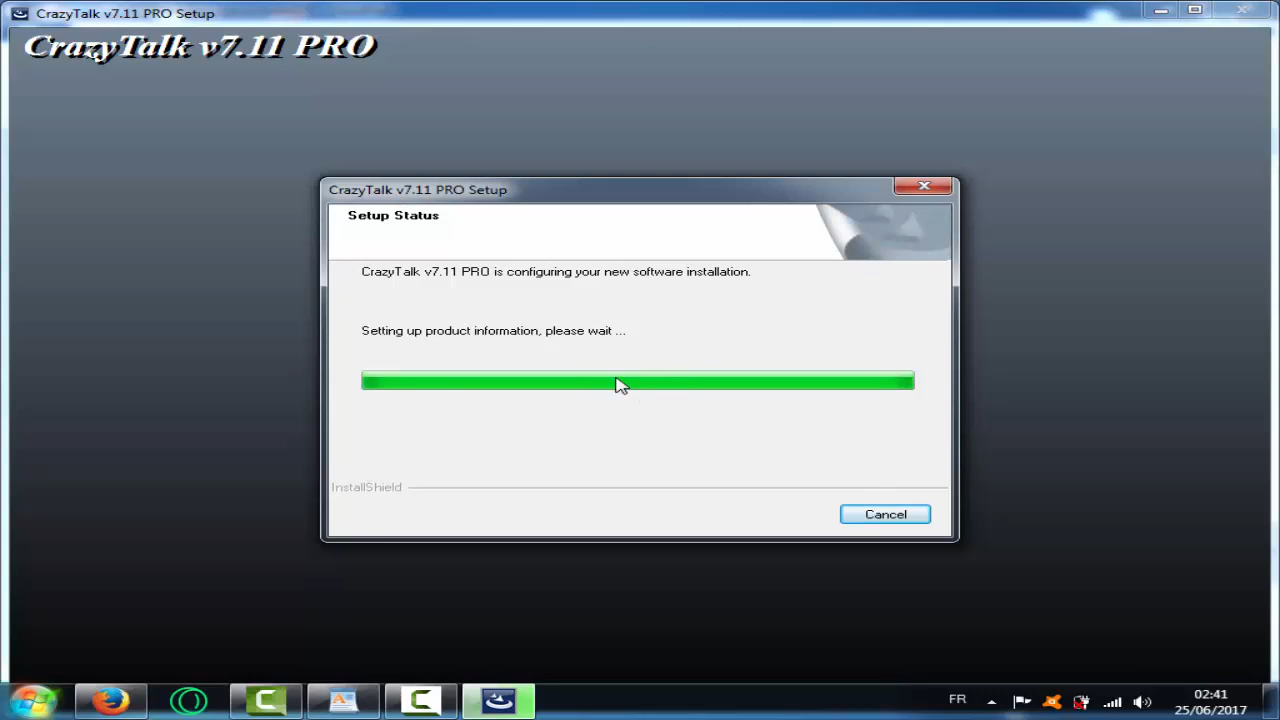 CrazyTalk v7.11 PRO Setup
CrazyTalk v7.11 PRO
CrazyTalk v7.11 PRO Setup
Setup Status
CrazyTalk v7.11 PRO is configuring your new software installation.
Setting up product information, please wait ...
InstallShield
Cancel
FR
02:41
25/06/2017